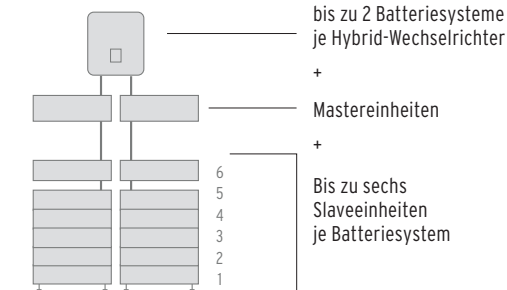 bis zu 2 Batteriesysteme
je Hybrid-Wechselrichter
+
Mastereinheiten
+
6
5
4
3
2
1
Bis zu sechs
Slaveeinheiten
je Batteriesystem